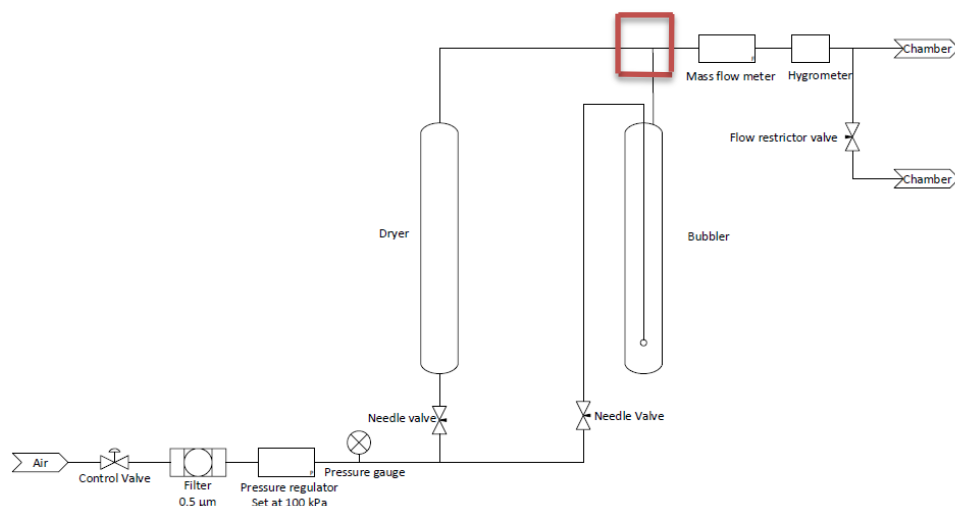 Chamber
Mass flow meter
Hygrometer
Flow restrictor valve
Chamber
Dryer
Bubbler
Needle valve
Needle Valve
Air
Control Valve
Filter
0.5 µm
Pressure regulator
Set at 100 kPa
Pressure gauge
P
P